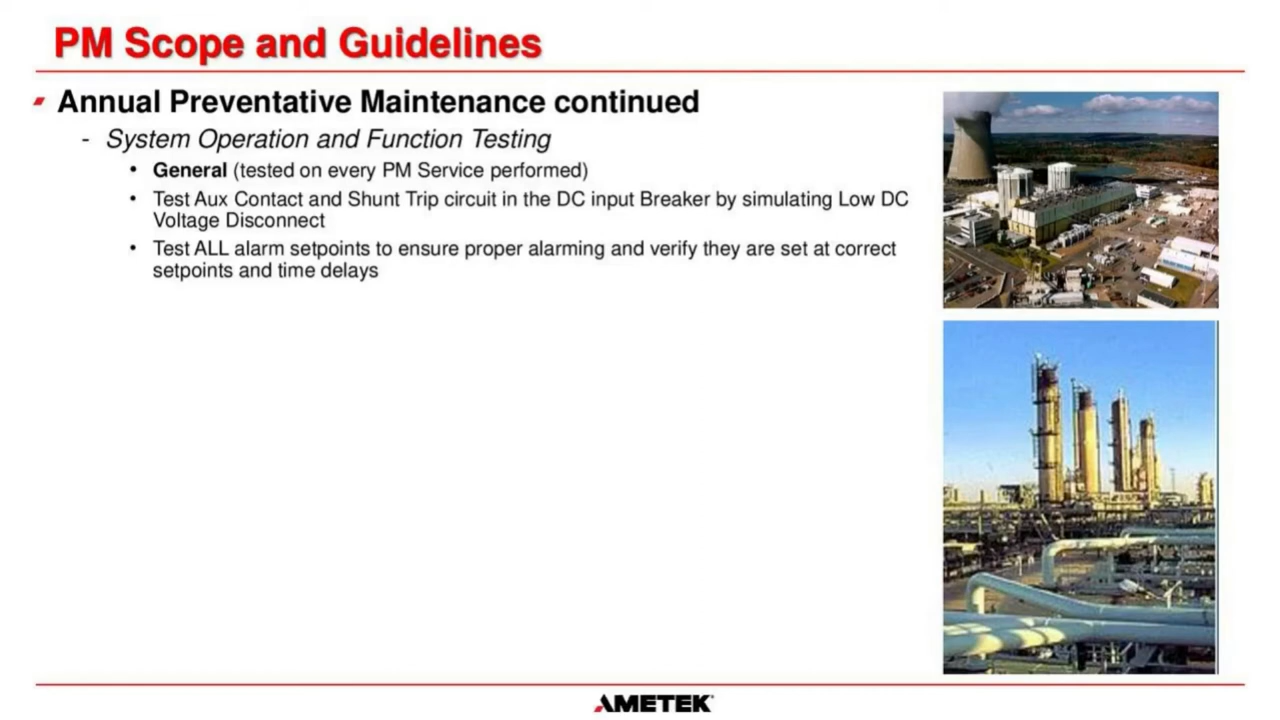 PM Scope and Guidelines
Annual Preventative Maintenance continued
- System Operation and Function Testing
• General (tested on every PM Service performed)
• Test Aux Contact and Shunt Trip circuit in the DC input Breaker by simulating Low DC
Voltage Disconnect
• Test ALL alarm setpoints to ensure proper alarming and verify they are set at correct
setpoints and time delays
AMETEK